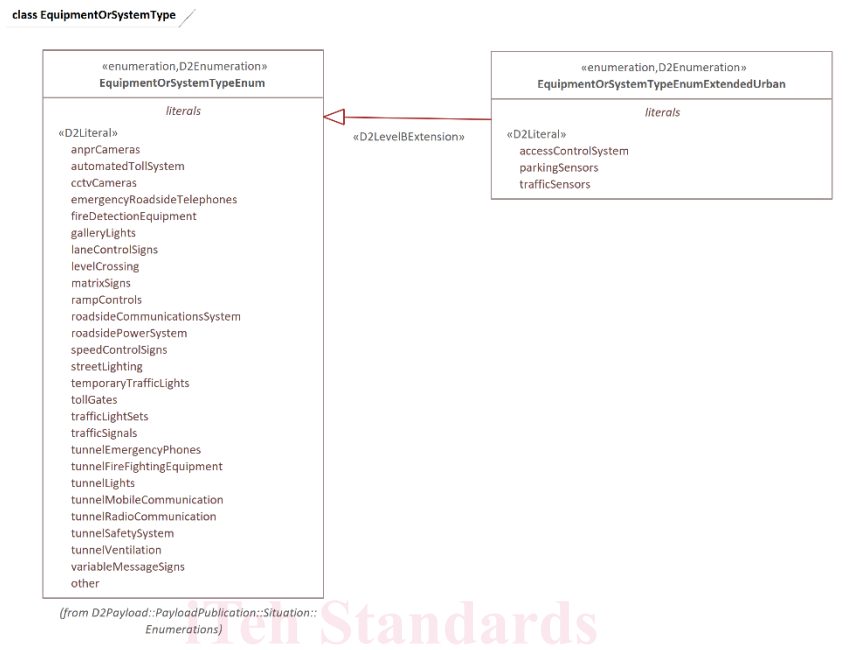 class EquipmentOrSystemType
«enumeration,D2Enumeration»
EquipmentOrSystemTypeEnum
literals
«D2Literal»
anprCameras
automatedTollSystem
cctvCameras
emergencyRoadsideTelephones
fireDetectionEquipment
galleryLights
laneControlSigns
levelCrossing
matrixSigns
rampControls
roadsideCommunicationsSystem
roadsidePowerSystem
speedControlSigns
streetLighting
temporaryTrafficLights
tollGates
trafficLightSets
trafficSignals
tunnelEmergencyPhones
tunnelFireFightingEquipment
tunnelLights
tunnelMobileCommunication
tunnelRadioCommunication
tunnelSafetySystem
tunnelVentilation
variableMessageSigns
other
(from D2Payload::PayloadPublication::Situation::
Enumerations)
«D2LevelBExtension»
«enumeration,D2Enumeration»
EquipmentOrSystemTypeEnumExtendedUrban
literals
«D2Literal»
accessControlSystem
parkingSensors
trafficSensors
iTeh Standards